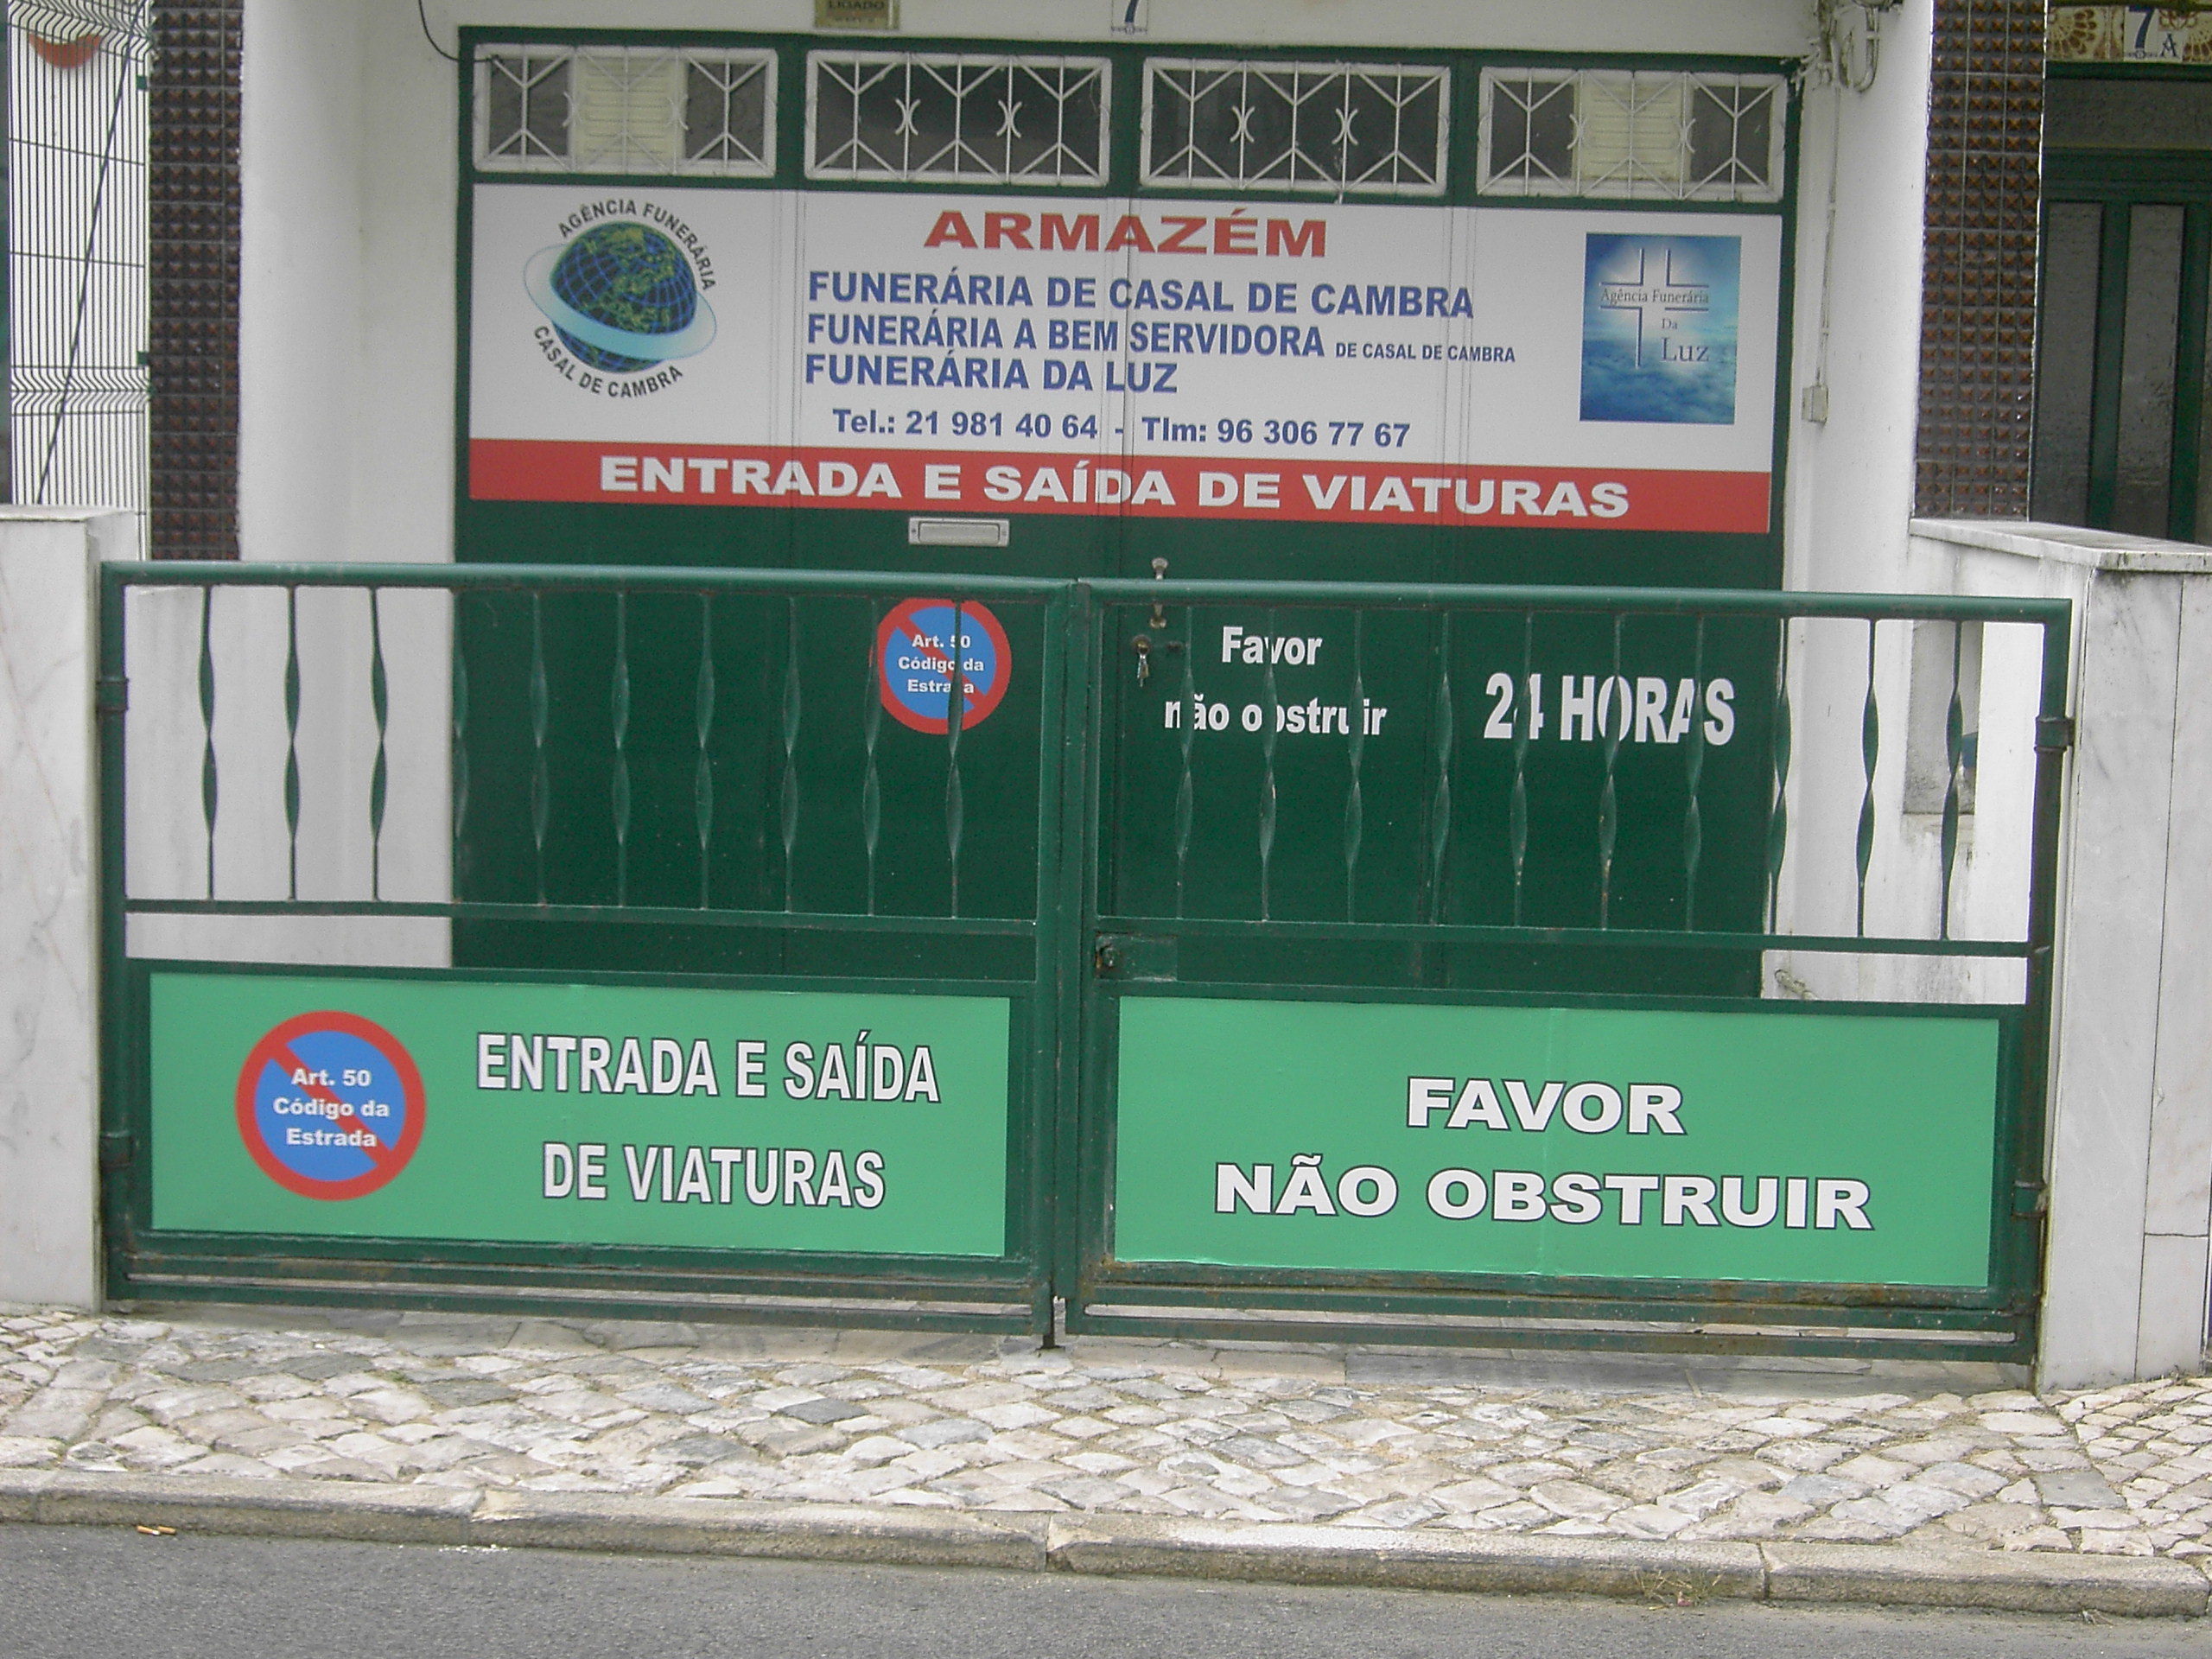 LIGADO
7
7
A
AGÊNCIA FUNERÁRIA
CASAL DE CAMBRA
ARMAZÉM
FUNERÁRIA DE CASAL DE CAMBRA
FUNERÁRIA A BEM SERVIDORA DE CASAL DE CAMBRA
FUNERÁRIA DA LUZ
Tel.: 21 981 40 64 - Tlm: 96 306 77 67
Agência Funerária
Da
Luz
ENTRADA E SAÍDA DE VIATURAS
Art. 50
Código da
Estrada
Favor
não obstruir
24 HORAS
Art. 50
Código da
Estrada
ENTRADA E SAÍDA
DE VIATURAS
FAVOR
NÃO OBSTRUIR